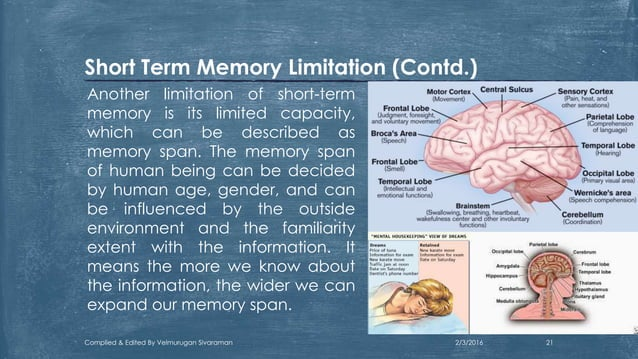 Short Term Memory Limitation (Contd.)
Another limitation of short-term
memory is its limited capacity,
which can be described as
memory span. The memory span
of human being can be decided
by human age, gender, and can
be influenced by the outside
environment and the familiarity
extent with the information. It
means the more we know about
the information, the wider we can
expand our memory span.
Motor Cortex
(Movement)
Central Sulcus
Sensory Cortex
(Pain, heat, and
other sensations)
Frontal Lobe
(Judgment, foresight,
and voluntary movement)
Parietal Lobe
(Comprehension
of language)
Broca's Area
(Speech)
Temporal Lobe
(Hearing)
Frontal Lobe
(Smell)
Occipital Lobe
(Primary visual area)
Temporal Lobe
(Intellectual and
emotional functions)
Wernicke's area
(Speech comprehension)
Brainstem
(Swallowing, breathing, heartbeat,
wakefulness center and other involuntary
functions)
Cerebellum
(Coordination)
"MENTAL HOUSEKEEPING" VIEW OF DREAMS
Dreams
Price of tuna
Information for exam
New karate move
Traffic jam at noon
Date on Saturday
Dentist's phone number
Retained
New karate move
Information for exam
Date on Saturday
Parietal lobe
Occipital lobe
Cerebrum
Amygdala
Frontal lobe
Hippocampus
Temporal lobe
Thalamus
Cerebellum
Hypothalamus
Pituitary gland
Medulla
Complied & Edited By Velmurugan Sivaraman
2/3/2016
21